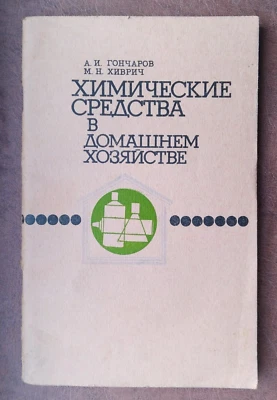 А. И. ГОНЧАРОВ
М. Н. ХИВРИЧ
ХИМИЧЕСКИЕ
СРЕДСТВА
В
ДОМАШНЕМ
ХОЗЯЙСТВЕ